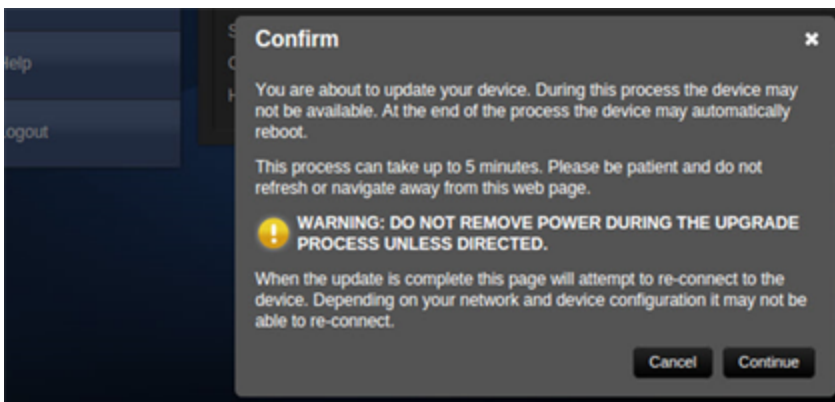 Help
Logout
S
C
H
Confirm
You are about to update your device. During this process the device may
not be available. At the end of the process the device may automatically
reboot.
This process can take up to 5 minutes. Please be patient and do not
refresh or navigate away from this web page.
WARNING: DO NOT REMOVE POWER DURING THE UPGRADE
PROCESS UNLESS DIRECTED.
When the update is complete this page will attempt to re-connect to the
device. Depending on your network and device configuration it may not be
able to re-connect.
Cancel Continue